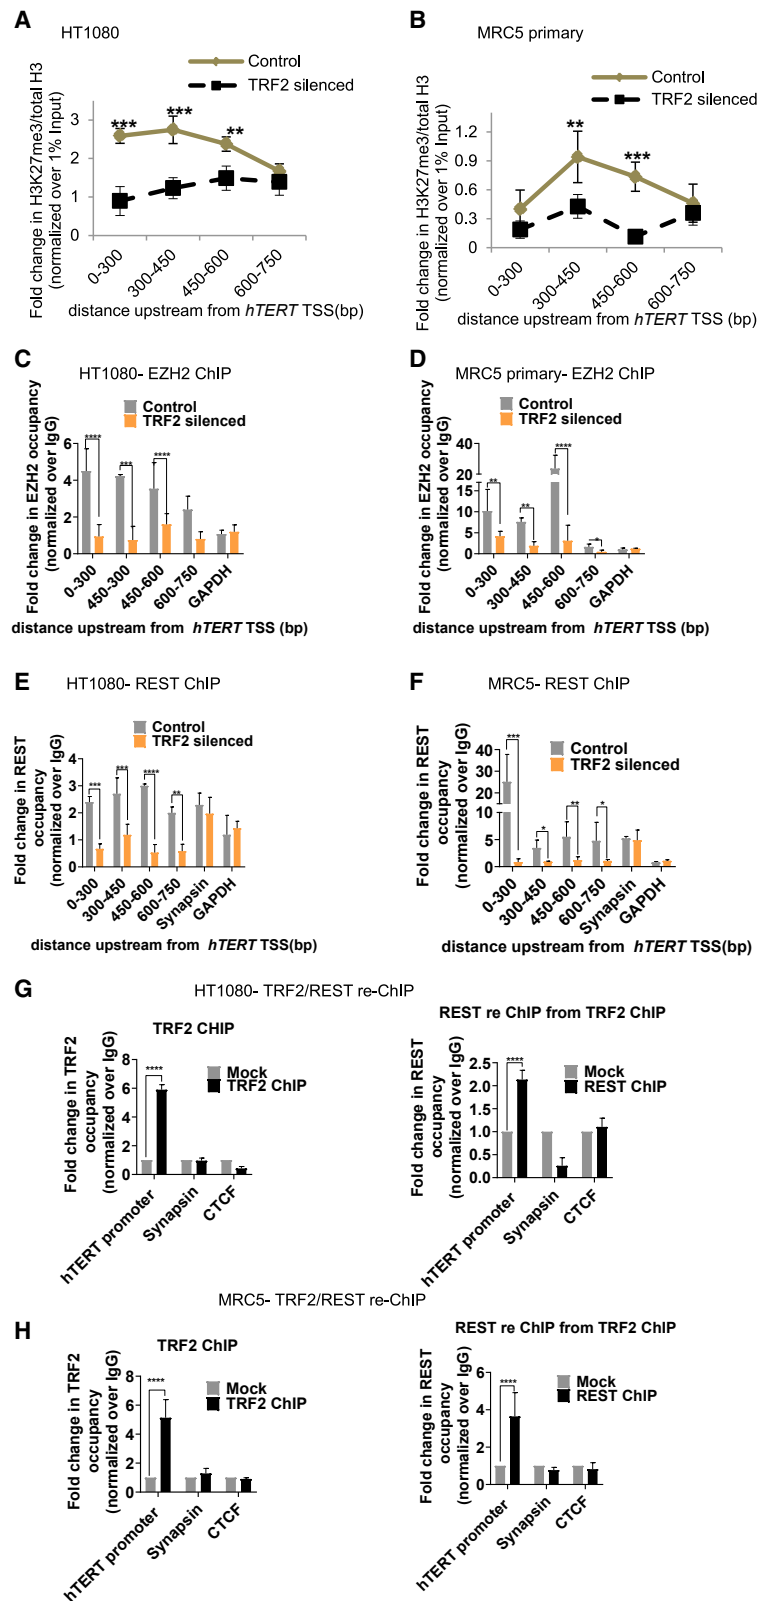 A
HT1080
Control
TRF2 silenced
Fold change in H3K27me3/total H3
(normalized over 1% Input)
3
2
1
0
***
***
**
0-300
300-450
450-600
600-750
distance upstream from hTERT TSS(bp)
B
MRC5 primary
Control
TRF2 silenced
Fold change in H3K27me3/total H3
(normalized over 1% Input)
1.2
0.9
0.6
0.3
0
**
***
0-300
300-450
450-600
600-750
distance upstream from hTERT TSS (bp)
C
HT1080- EZH2 ChIP
Control
TRF2 silenced
Fold change in EZH2 occupancy
(normalized over IgG)
6
4
2
0
****
***
****
0-300
450-300
450-600
600-750
GAPDH
distance upstream from hTERT TSS (bp)
D
MRC5 primary- EZH2 ChIP
Control
TRF2 silenced
Fold change in EZH2 occupancy
(normalized over IgG)
40
20
15
10
5
0
**
**
****
*
0-300
300-450
450-600
600-750
GAPDH
distance upstream from hTERT TSS (bp)
E
HT1080- REST ChIP
Control
TRF2 silenced
Fold change in REST
occupancy
(normalized over IgG)
4
3
2
1
0
***
***
****
**
0-300
300-450
450-600
600-750
Synapsin
GAPDH
distance upstream from hTERT TSS(bp)
F
MRC5- REST ChIP
Control
TRF2 silenced
Fold change in REST
occupancy
(normalized over IgG)
40
20
10
5
0
***
*
**
*
0-300
300-450
450-600
600-750
Synapsin
GAPDH
distance upstream from hTERT TSS(bp)
G
HT1080- TRF2/REST re-ChIP
TRF2 CHIP
Mock
TRF2 ChIP
Fold change in TRF2
occupancy
(normalized over IgG)
8
6
4
2
0
****
hTERT promoter
Synapsin
CTCF
REST re ChIP from TRF2 ChIP
Mock
REST ChIP
Fold change in REST
occupancy
(normalized over IgG)
2.5
2.0
1.5
1.0
0.5
0.0
****
hTERT promoter
Synapsin
CTCF
MRC5- TRF2/REST re-ChIP
H
TRF2 ChIP
Mock
TRF2 ChIP
Fold change in TRF2
occupancy
(normalized over IgG)
8
6
4
2
0
****
hTERT promoter
Synapsin
CTCF
REST re ChIP from TRF2 ChIP
Mock
REST ChIP
Fold change in REST
occupancy
(normalized over IgG)
6
4
2
0
****
hTERT promoter
Synapsin
CTCF